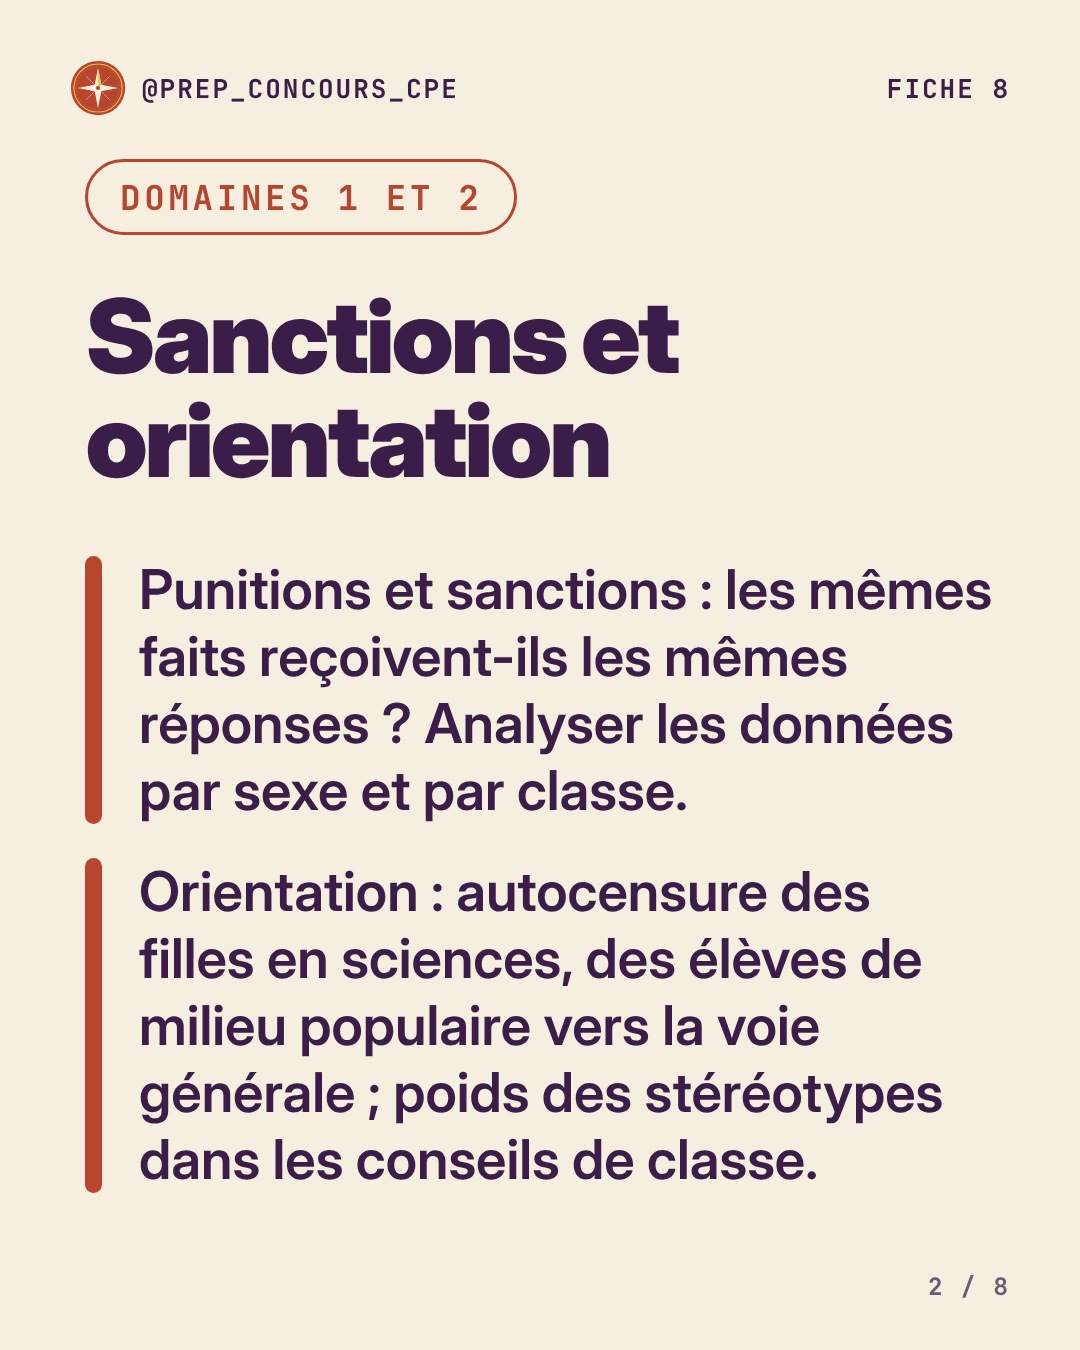 @PREP_CONCOURS_CPE
FICHE 8
DOMAINES 1 ET 2
Sanctions et
orientation
Punitions et sanctions : les mêmes
faits reçoivent-ils les mêmes
réponses ? Analyser les données
par sexe et par classe.
Orientation : autocensure des
filles en sciences, des élèves de
milieu populaire vers la voie
générale ; poids des stéréotypes
dans les conseils de classe.
2 / 8